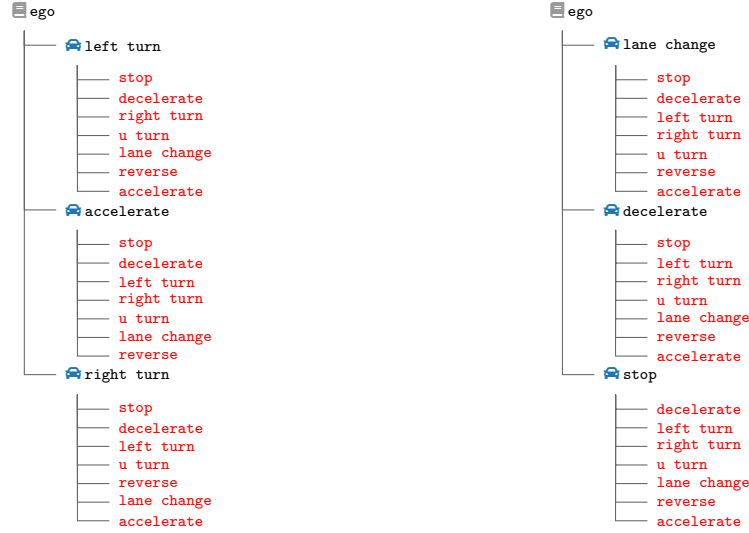 ego
left turn
stop
decelerate
right turn
u turn
lane change
reverse
accelerate
accelerate
stop
decelerate
left turn
right turn
u turn
lane change
reverse
right turn
stop
decelerate
left turn
u turn
reverse
lane change
accelerate
ego
lane change
stop
decelerate
left turn
right turn
u turn
reverse
accelerate
decelerate
stop
left turn
right turn
u turn
lane change
reverse
accelerate
stop
decelerate
left turn
right turn
u turn
lane change
reverse
accelerate